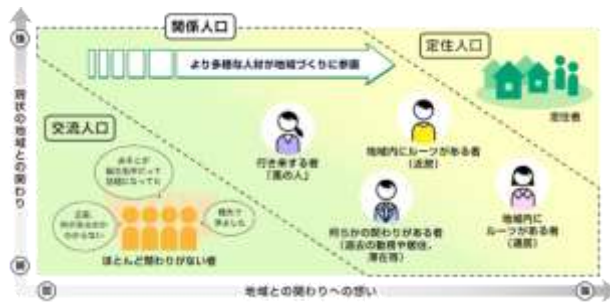 関係人口
定住人口
強
より多様な人材が地域づくりに参画
定住者
現状の地域との関わり
交流人口
行き来する者
「風の人」
地域内にルーツがある者
(近居)
何らかの関わりがある者
(過去の勤務や居住、
滞在等)
地域内に
ルーツがある者
(遠居)
ほとんど関わりがない者
弱
弱
地域との関わりへの想い
強